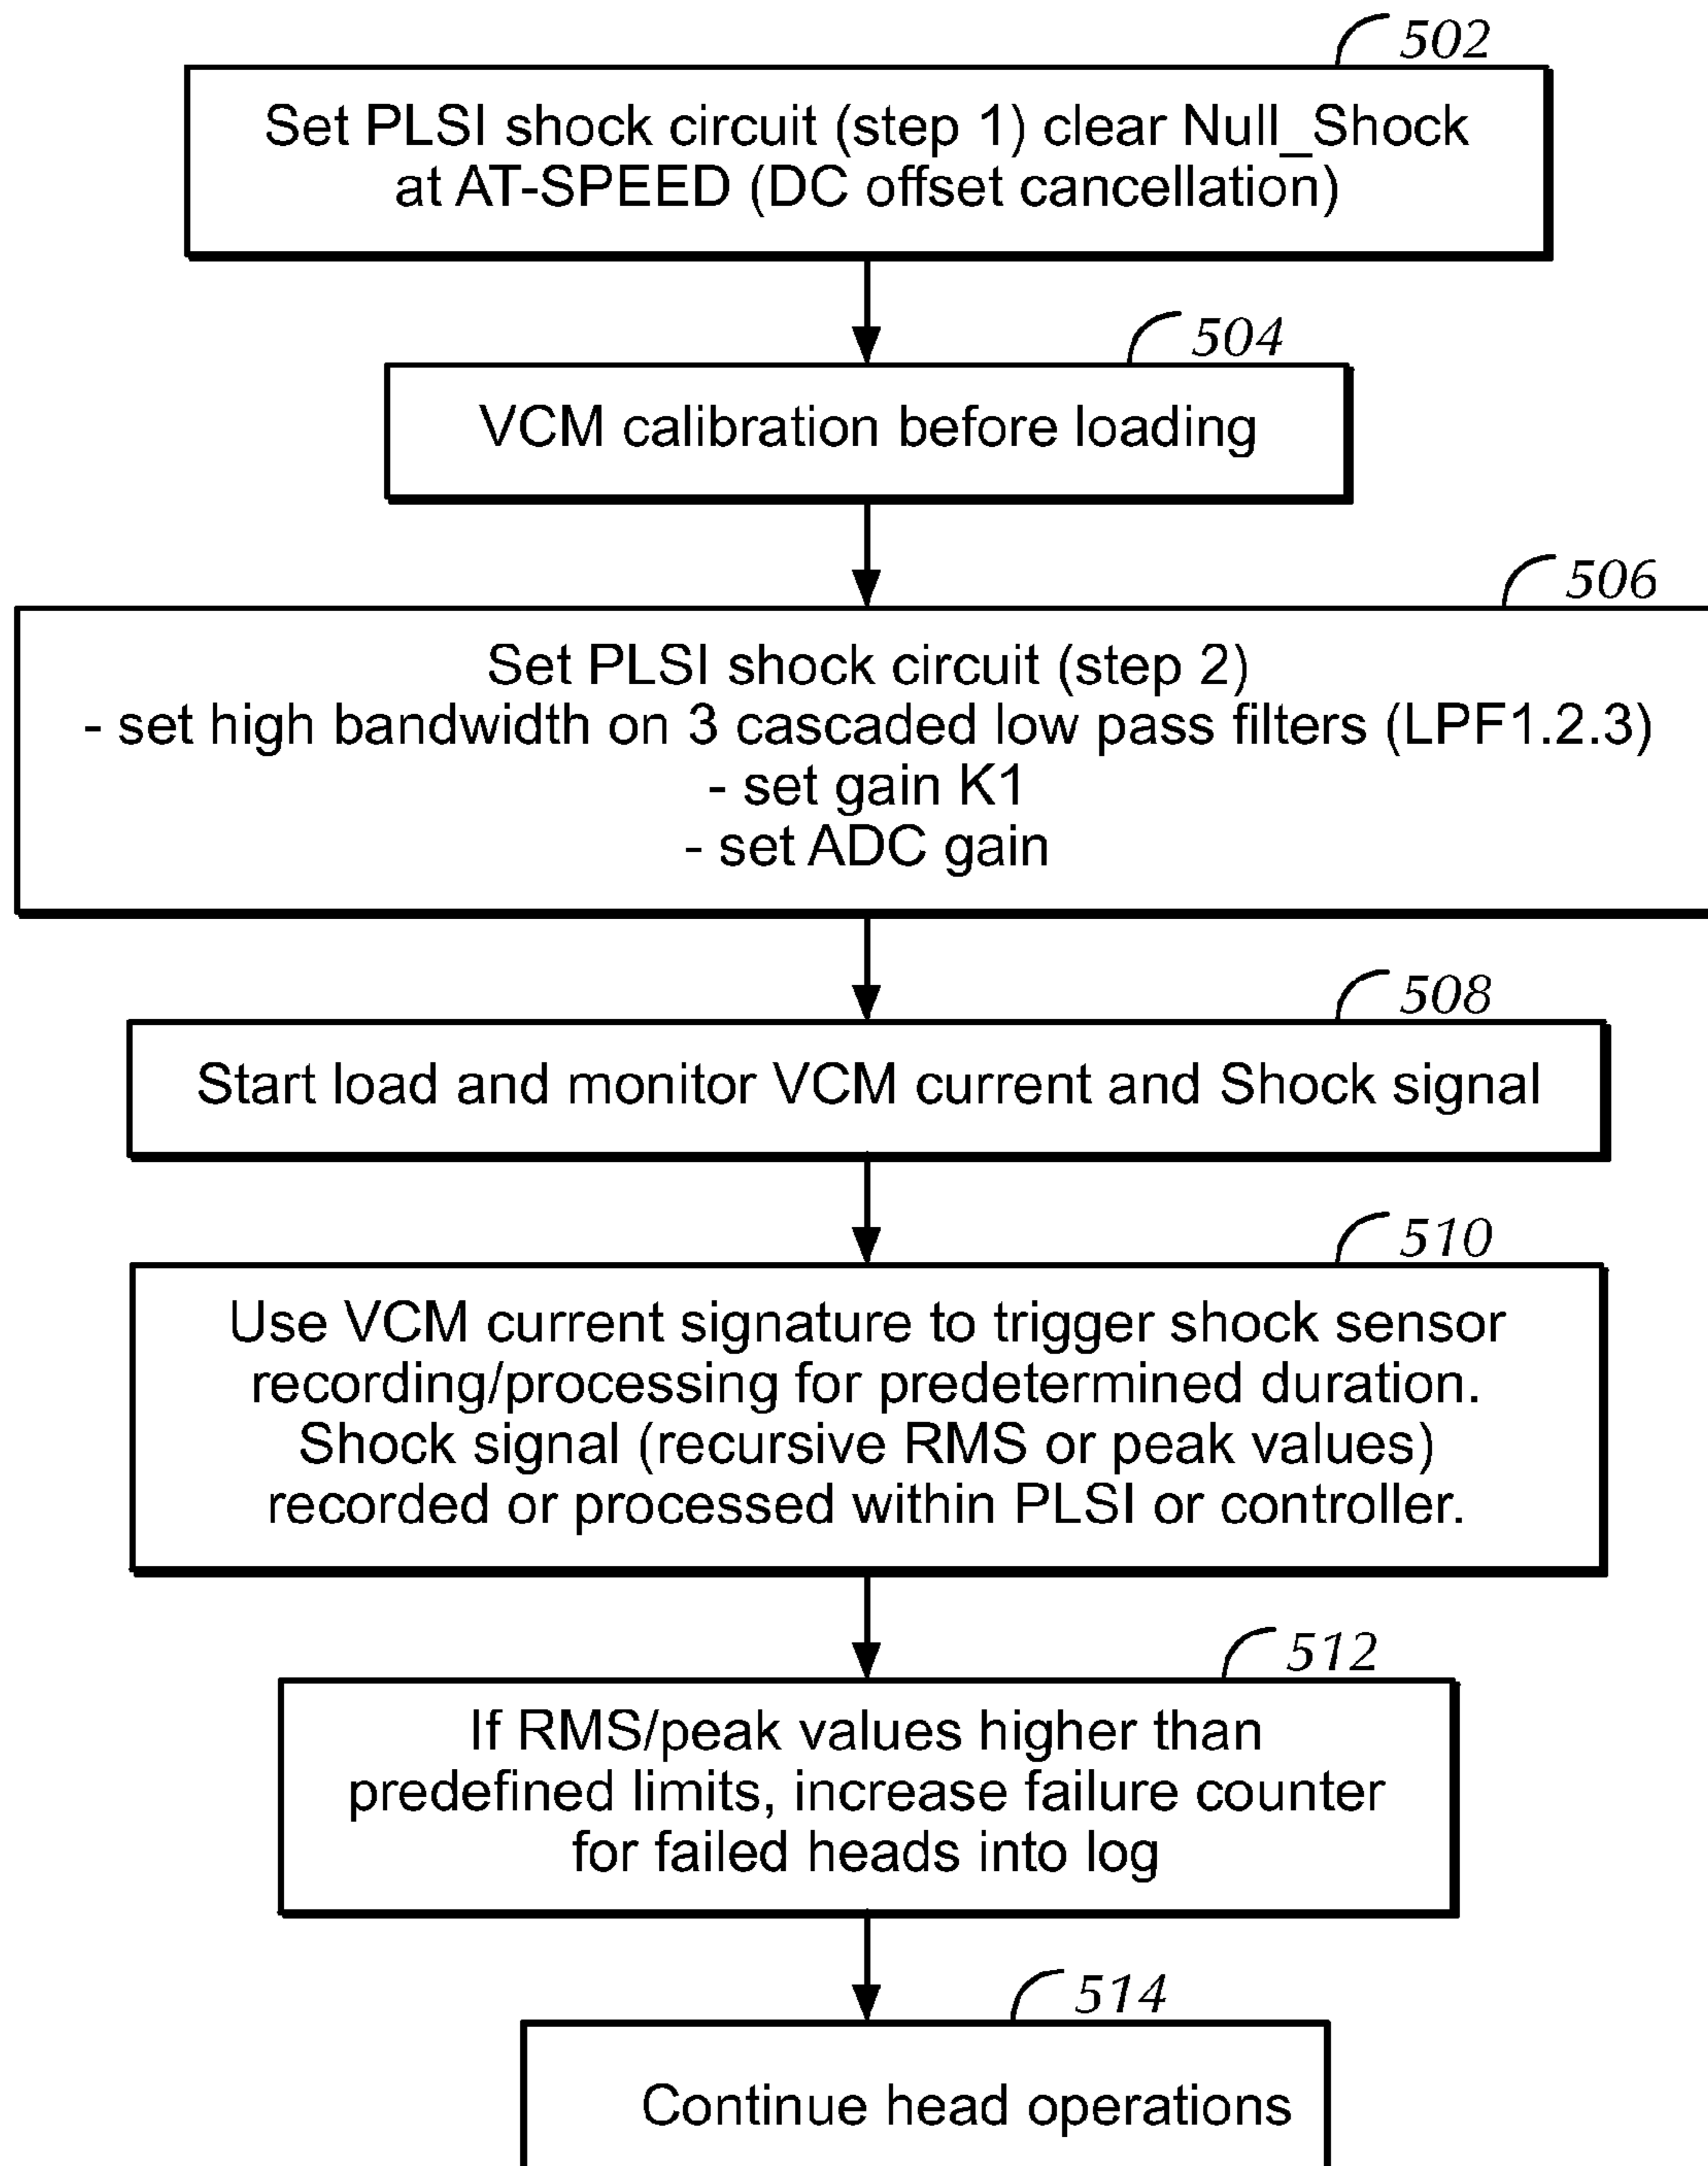 502
Set PLSI shock circuit (step 1) clear Null_Shock
at AT-SPEED (DC offset cancellation)
504
VCM calibration before loading
506
Set PLSI shock circuit (step 2)
- set high bandwidth on 3 cascaded low pass filters (LPF1.2.3)
- set gain K1
- set ADC gain
508
Start load and monitor VCM current and Shock signal
510
Use VCM current signature to trigger shock sensor
recording/processing for predetermined duration.
Shock signal (recursive RMS or peak values)
recorded or processed within PLSI or controller.
512
If RMS/peak values higher than
predefined limits, increase failure counter
for failed heads into log
514
Continue head operations